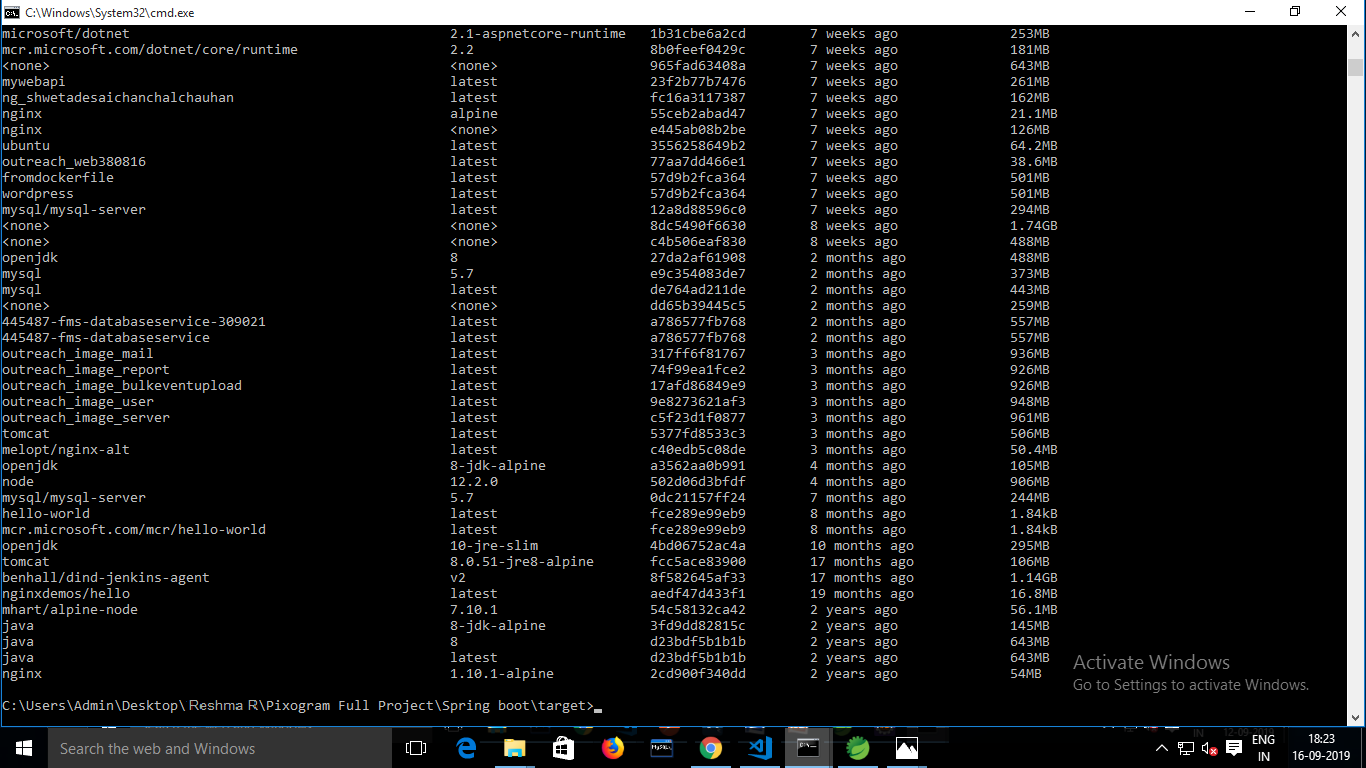 C:\Windows\System32\cmd.exe
microsoft/dotnet 2.1-aspnetcore-runtime 1b31cbe6a2cd 7 weeks ago 253MB
mcr.microsoft.com/dotnet/core/runtime 2.2 8b0feef0429c 7 weeks ago 181MB
<none> <none> 965fad63408a 7 weeks ago 643MB
mywebapi latest 23f2b77b7476 7 weeks ago 261MB
ng_shwetadesaichanchalchauhan latest fc16a3117387 7 weeks ago 162MB
nginx alpine 55ceb2abad47 7 weeks ago 21.1MB
nginx <none> e445ab08b2be 7 weeks ago 126MB
ubuntu latest 3556258649b2 7 weeks ago 64.2MB
outreach_web380816 latest 77aa7dd466e1 7 weeks ago 38.6MB
fromdockerfile latest 57d9b2fca364 7 weeks ago 501MB
wordpress latest 57d9b2fca364 7 weeks ago 501MB
mysql/mysql-server latest 12a8d88596c0 7 weeks ago 294MB
<none> <none> 8dc5490f6630 8 weeks ago 1.74GB
<none> <none> c4b506eaf830 8 weeks ago 488MB
openjdk 8 27da2af61908 2 months ago 488MB
mysql 5.7 e9c354083de7 2 months ago 373MB
mysql latest de764ad211de 2 months ago 443MB
<none> <none> dd65b39445c5 2 months ago 259MB
445487-fms-databaseservice-309021 latest a786577fb768 2 months ago 557MB
445487-fms-databaseservice latest a786577fb768 2 months ago 557MB
outreach_image_mail latest 317ff6f81767 3 months ago 936MB
outreach_image_report latest 74f99ea1fce2 3 months ago 926MB
outreach_image_bulkeventupload latest 17afd86849e9 3 months ago 926MB
outreach_image_user latest 9e8273621af3 3 months ago 948MB
outreach_image_server latest c5f23d1f0877 3 months ago 961MB
tomcat latest 5377fd8533c3 3 months ago 506MB
melopt/nginx-alt latest c40edb5c08de 3 months ago 50.4MB
openjdk 8-jdk-alpine a3562aa0b991 4 months ago 105MB
node 12.2.0 502d06d3bfdf 4 months ago 906MB
mysql/mysql-server 5.7 0dc21157ff24 7 months ago 244MB
hello-world latest fce289e99eb9 8 months ago 1.84kB
mcr.microsoft.com/mcr/hello-world latest fce289e99eb9 8 months ago 1.84kB
openjdk 10-jre-slim 4bd06752ac4a 10 months ago 295MB
tomcat 8.0.51-jre8-alpine fcc5ace83900 17 months ago 106MB
benhall/dind-jenkins-agent v2 8f582645af33 17 months ago 1.14GB
nginxdemos/hello latest aedf47d433f1 19 months ago 16.8MB
mhart/alpine-node 7.10.1 54c58132ca42 2 years ago 56.1MB
java 8-jdk-alpine 3fd9dd82815c 2 years ago 145MB
java 8 d23bdf5b1b1b 2 years ago 643MB
java latest d23bdf5b1b1b 2 years ago 643MB
nginx 1.10.1-alpine 2cd900f340dd 2 years ago 54MB
Activate Windows
Go to Settings to activate Windows.
C:\Users\Admin\Desktop\Reshma R\Pixogram Full Project\Spring boot\target>
Search the web and Windows
MySQL
ENG
IN
18:23
16-09-2019